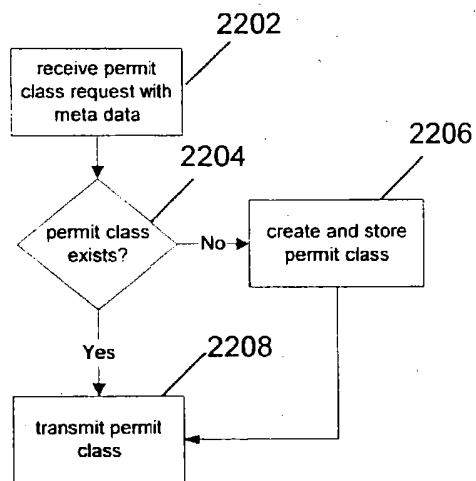 2202
receive permit
class request with
meta data
2204
permit class
exists?
No
2206
create and store
permit class
Yes
2208
transmit permit
class